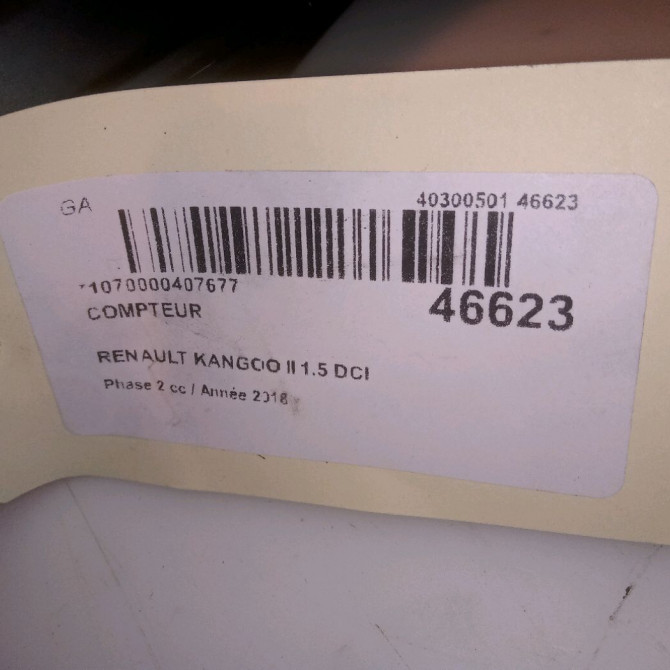 GA
40300501 46623
*1070000407677
46623
COMPTEUR
RENAULT KANGOO II 1.5 DCI
Phase 2 cc / Année 2018